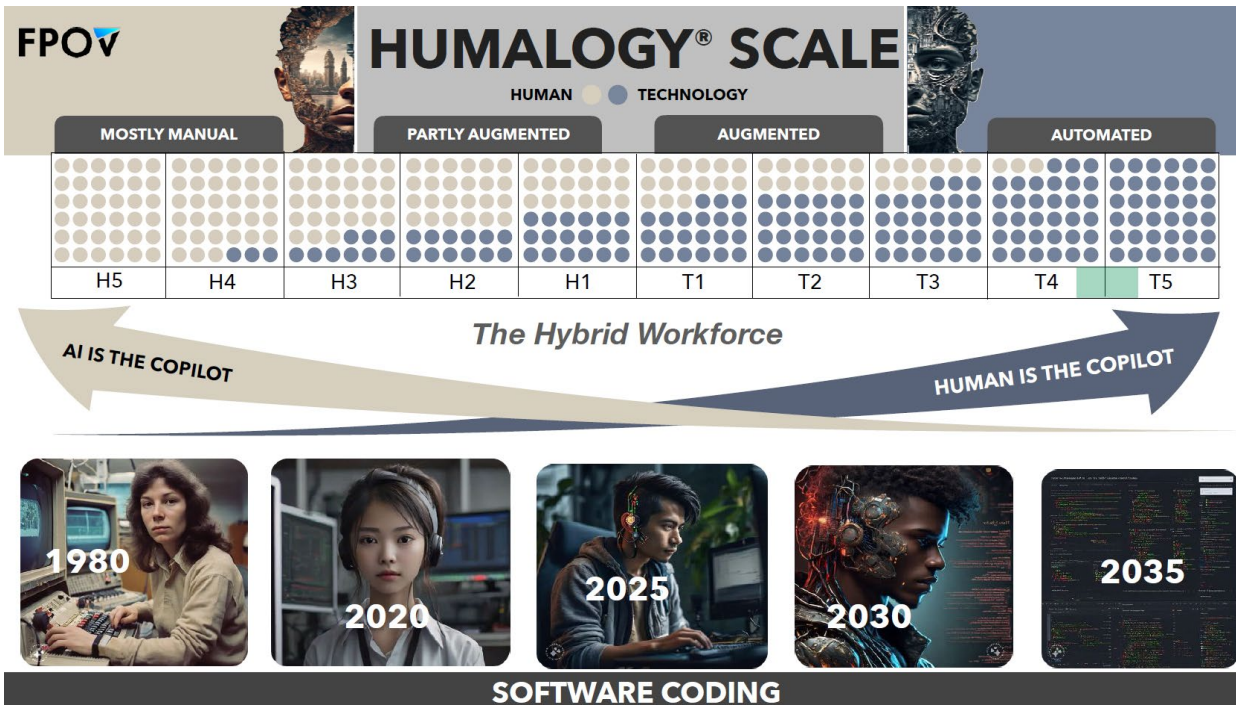 FPOV
HUMALOGY® SCALE
HUMAN TECHNOLOGY
MOSTLY MANUAL
PARTLY AUGMENTED
AUGMENTED
AUTOMATED
H5 H4 H3 H2 H1 T1 T2 T3 T4 T5
The Hybrid Workforce
AI IS THE COPILOT
HUMAN IS THE COPILOT
1980
2020
2025
2030
2035
SOFTWARE CODING